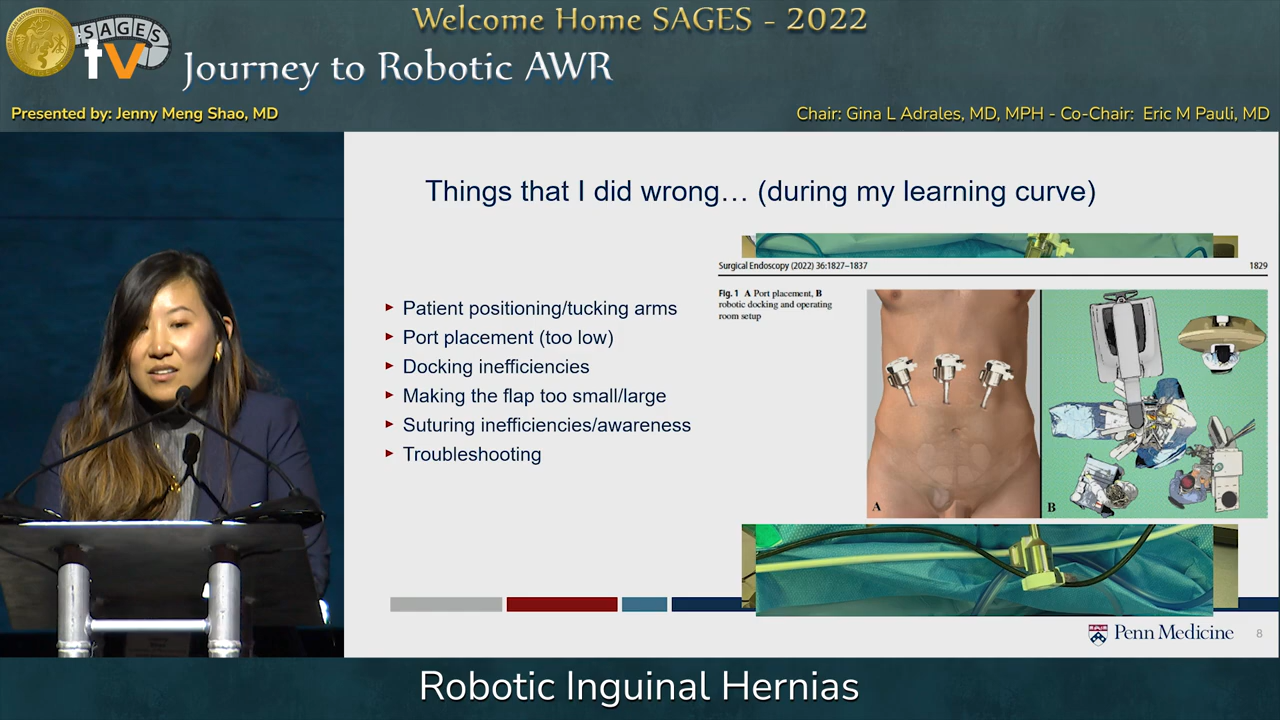 Welcome Home SAGES - 2022
SAGES
tv
Journey to Robotic AWR
Presented by: Jenny Meng Shao, MD
Chair: Gina L Adrales, MD, MPH - Co-Chair: Eric M Pauli, MD
Things that I did wrong… (during my learning curve)
Surgical Endoscopy (2022) 36:1827–1837
1829
Fig. 1 A Port placement, B
robotic docking and operating
room setup
Patient positioning/tucking arms
Port placement (too low)
Docking inefficiencies
Making the flap too small/large
Suturing inefficiencies/awareness
Troubleshooting
A
B
Penn Medicine
8
Robotic Inguinal Hernias